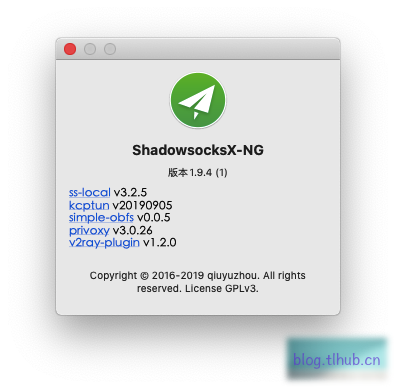 ShadowsocksX-NG
版本1.9.4 (1)
ss-local v3.2.5
kcptun v20190905
simple-obfs v0.0.5
privoxy v3.0.26
v2ray-plugin v1.2.0
Copyright © 2016-2019 qiuyuzhou. All rights
reserved. License GPLv3.
blog.tlhub.cn